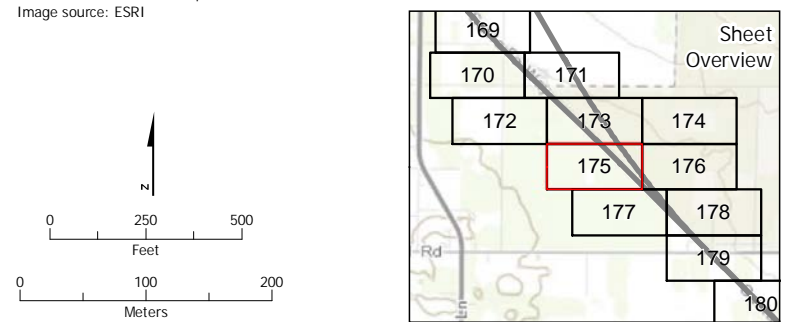 Image source: ESRI
N
0 250 500
Feet
0 100 200
Meters
Sheet
Overview
169
170 171
172 173 174
175 176
177 178
Rd
179
Ln
180